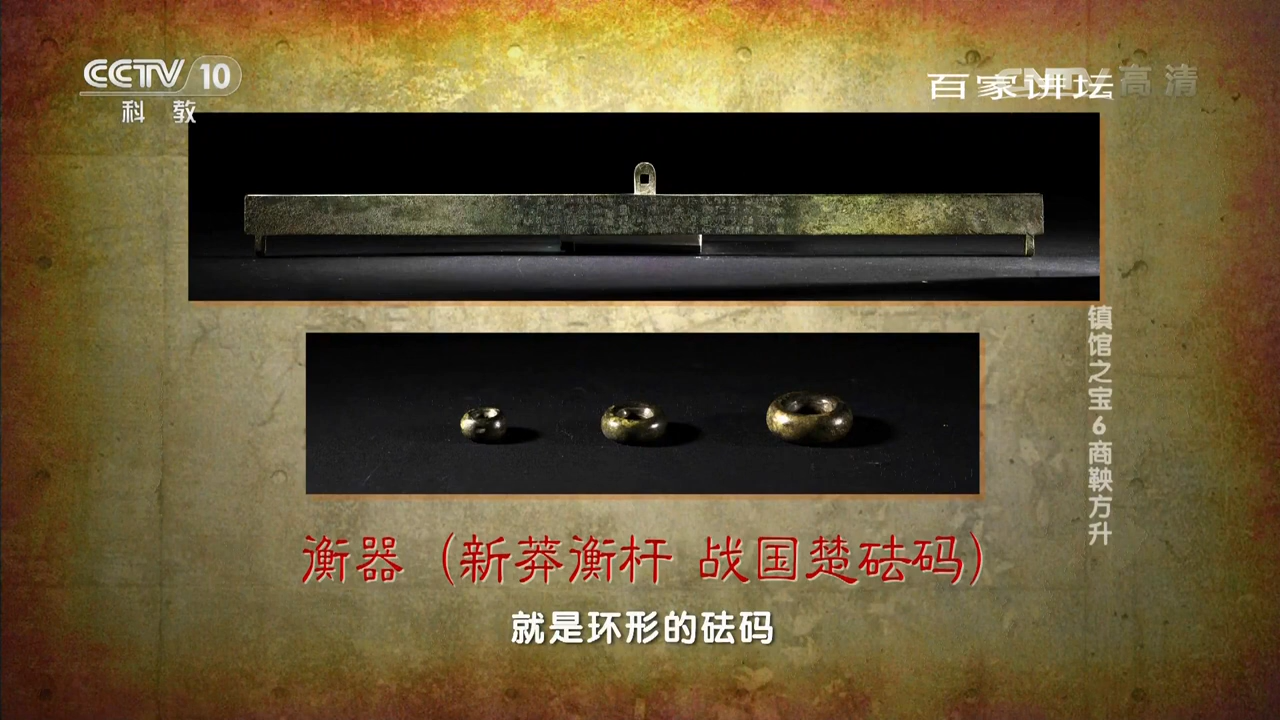 CCTV 10
科教
百家讲坛
CNTV高清
镇馆之宝6商鞅方升
衡器（新莽衡杆 战国楚砝码）
就是环形的砝码